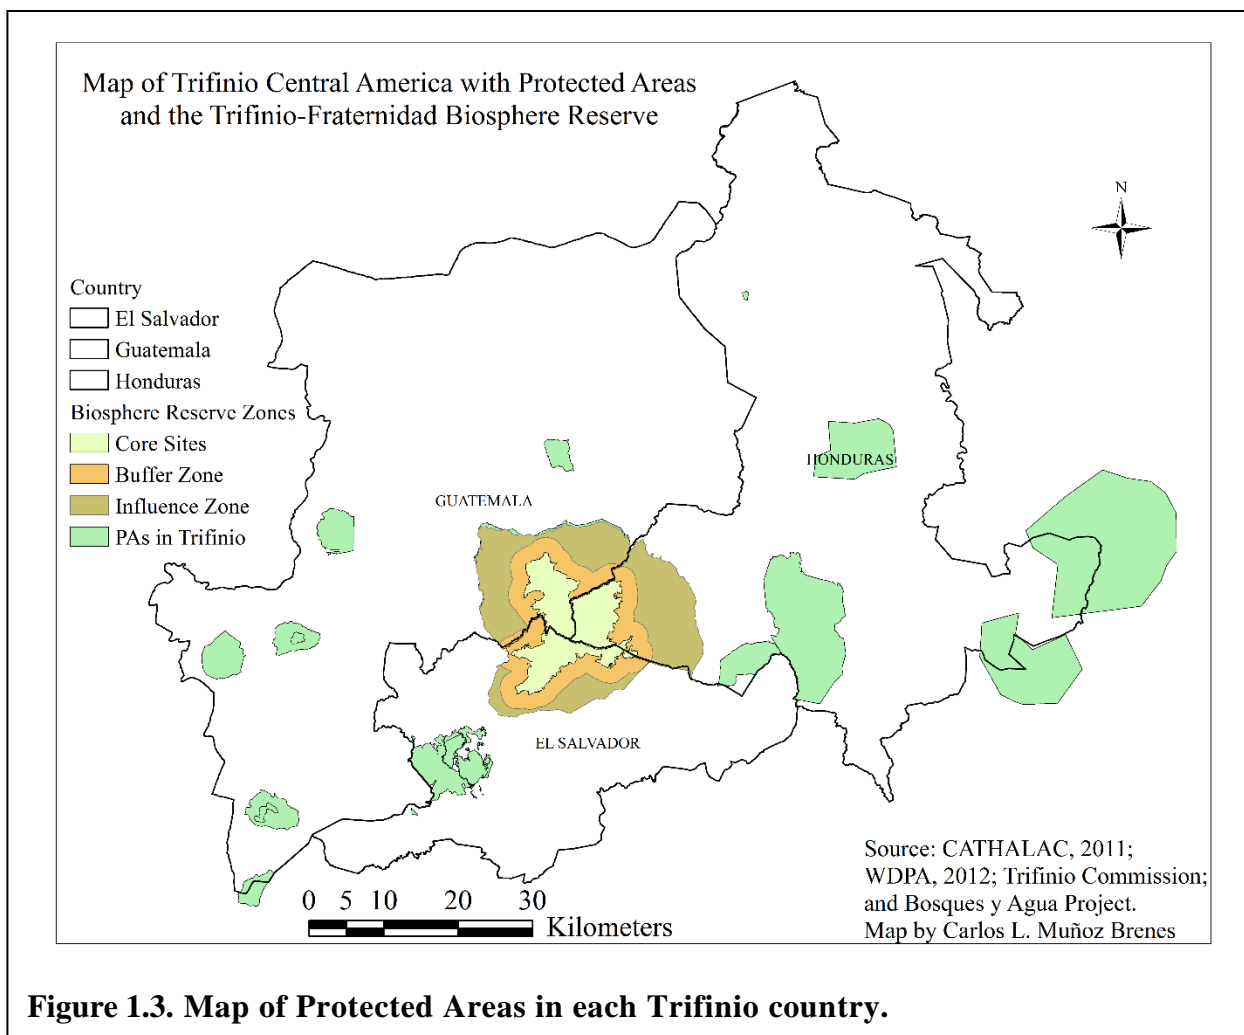 Map of Trifinio Central America with Protected Areas
and the Trifinio-Fraternidad Biosphere Reserve
N
Country
El Salvador
Guatemala
Honduras
Biosphere Reserve Zones
Core Sites
Buffer Zone
Influence Zone
PAs in Trifinio
HONDURAS
GUATEMALA
EL SALVADOR
0 5 10 20 30
Kilometers
Source: CATHALAC, 2011;
WDPA, 2012; Trifinio Commission;
and Bosques y Agua Project.
Map by Carlos L. Muñoz Brenes
Figure 1.3. Map of Protected Areas in each Trifinio country.